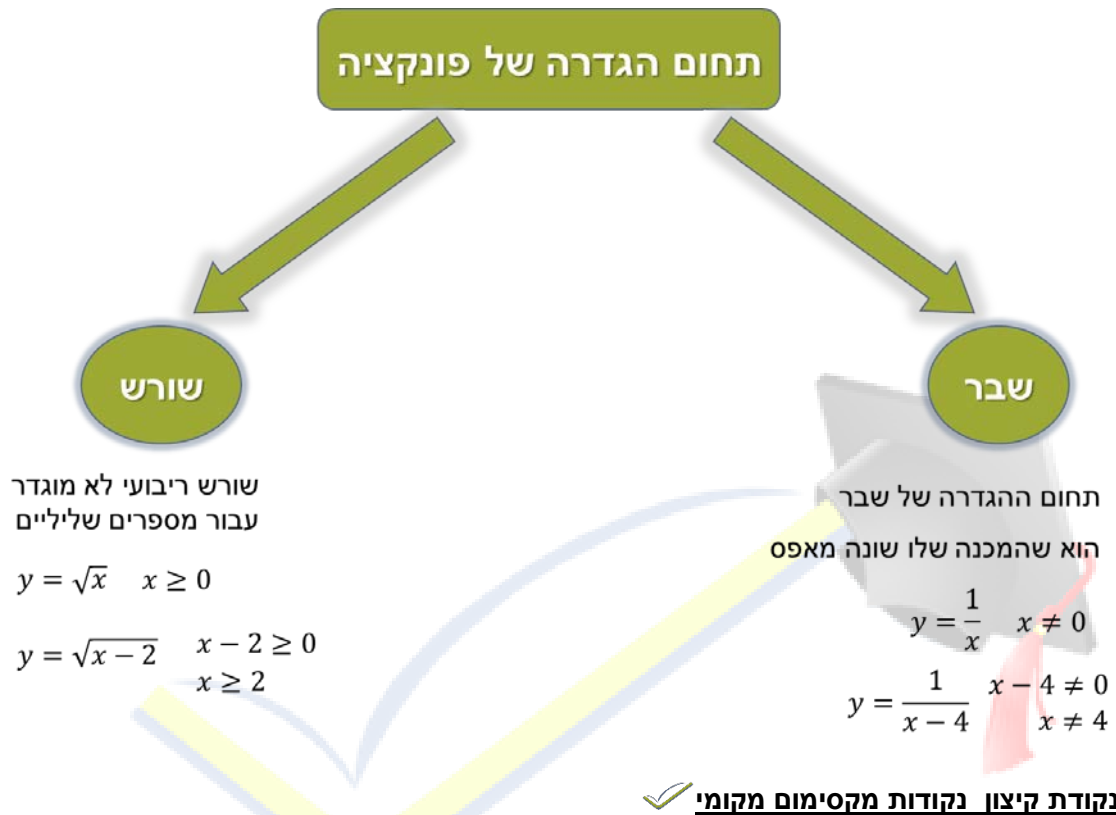 תחום הגדרה של פונקציה
שבר
תחום ההגדרה של שבר
הוא שהמכנה שלו שונה מאפס
y = 1/x   x ≠ 0
y = 1/(x − 4)   x − 4 ≠ 0
x ≠ 4
שורש
שורש ריבועי לא מוגדר
עבור מספרים שליליים
y = √x   x ≥ 0
y = √(x − 2)   x − 2 ≥ 0
x ≥ 2
נקודת קיצון נקודות מקסימום מקומי